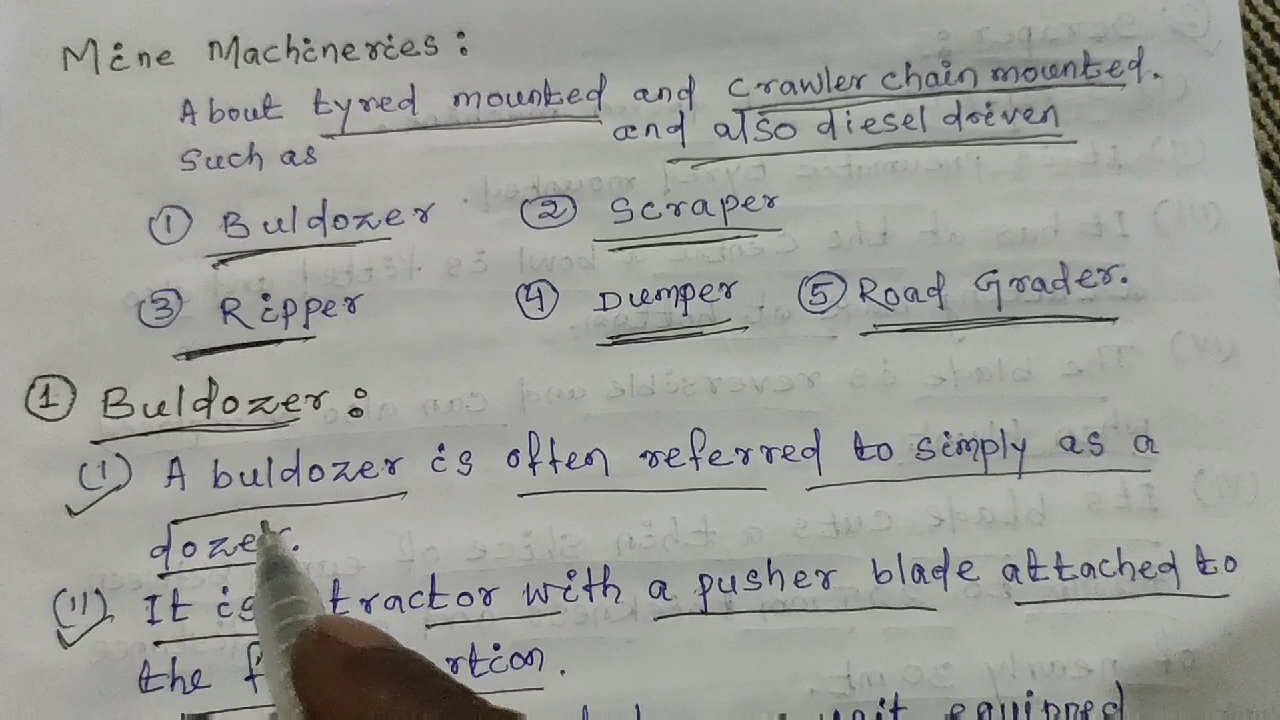 Mine Machineries:
About tyred mounted and crawler chain mounted.
and also diesel driven
Such as
① Buldozer ② Scraper
③ Ripper ④ Dumper ⑤ Road Grader.
① Buldozer:
(I) A buldozer is often referred to simply as a
dozer.
(II) It is tractor with a pusher blade attached to
the
unit equipped